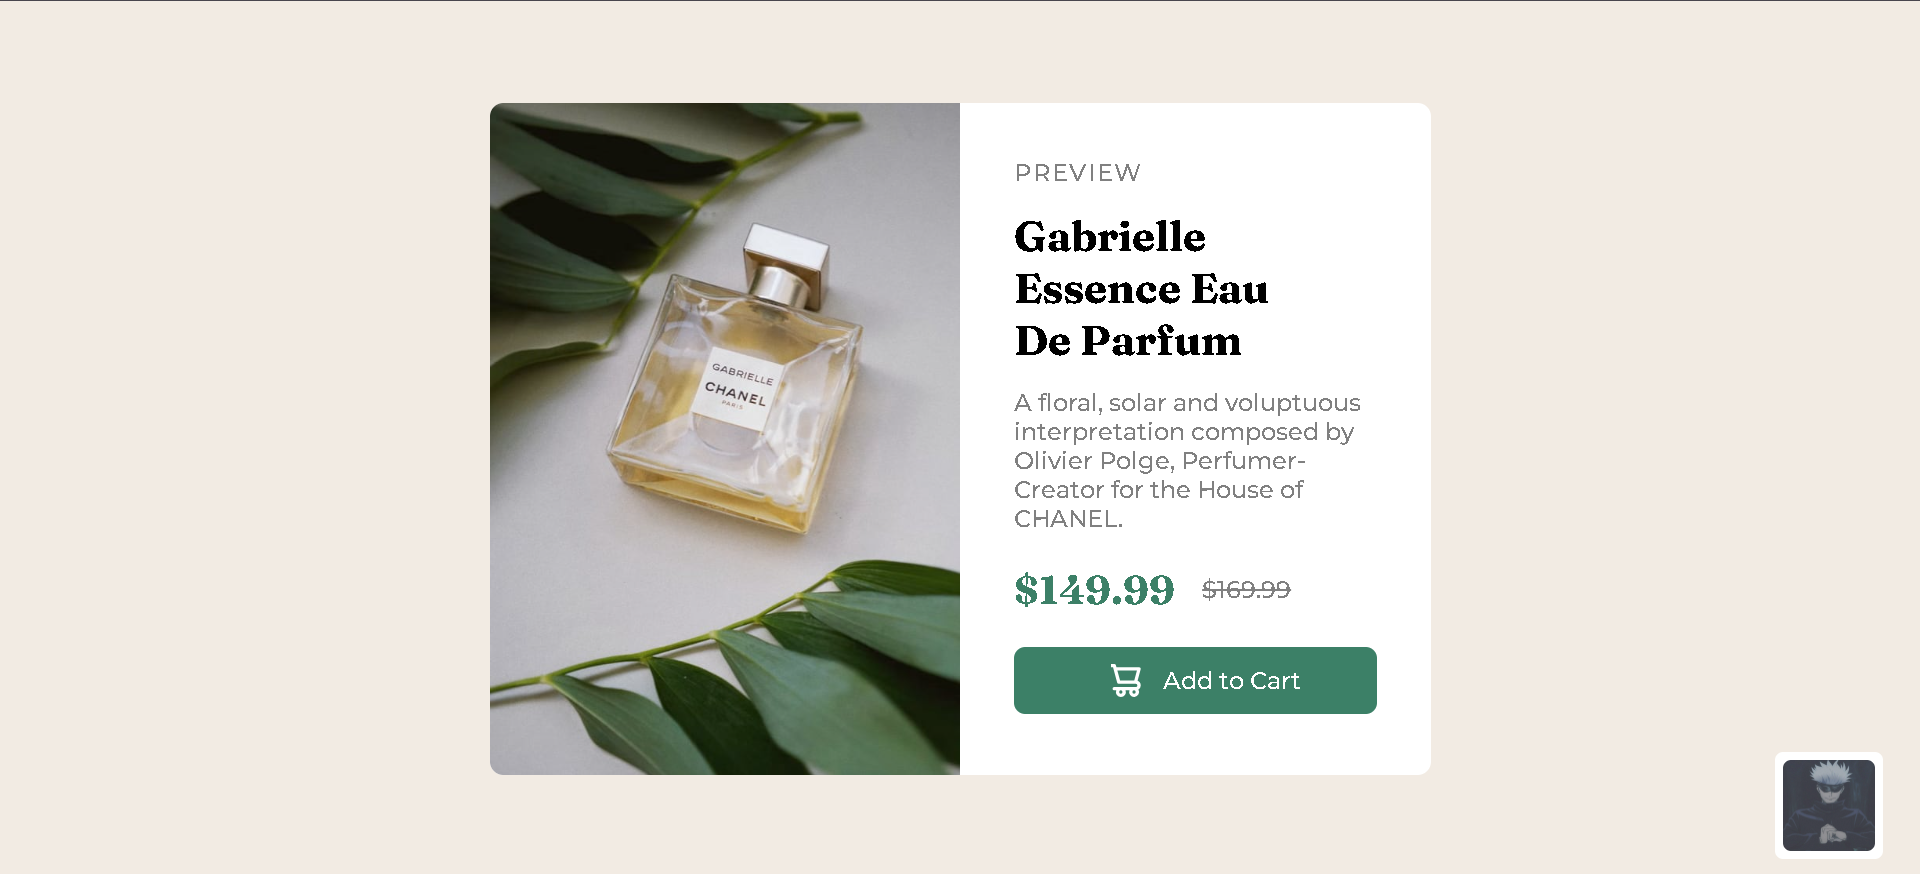 GABRIELLE
CHANEL
PARIS
PREVIEW
Gabrielle
Essence Eau
De Parfum
A floral, solar and voluptuous
interpretation composed by
Olivier Polge, Perfumer-
Creator for the House of
CHANEL.
$149.99 $169.99
Add to Cart